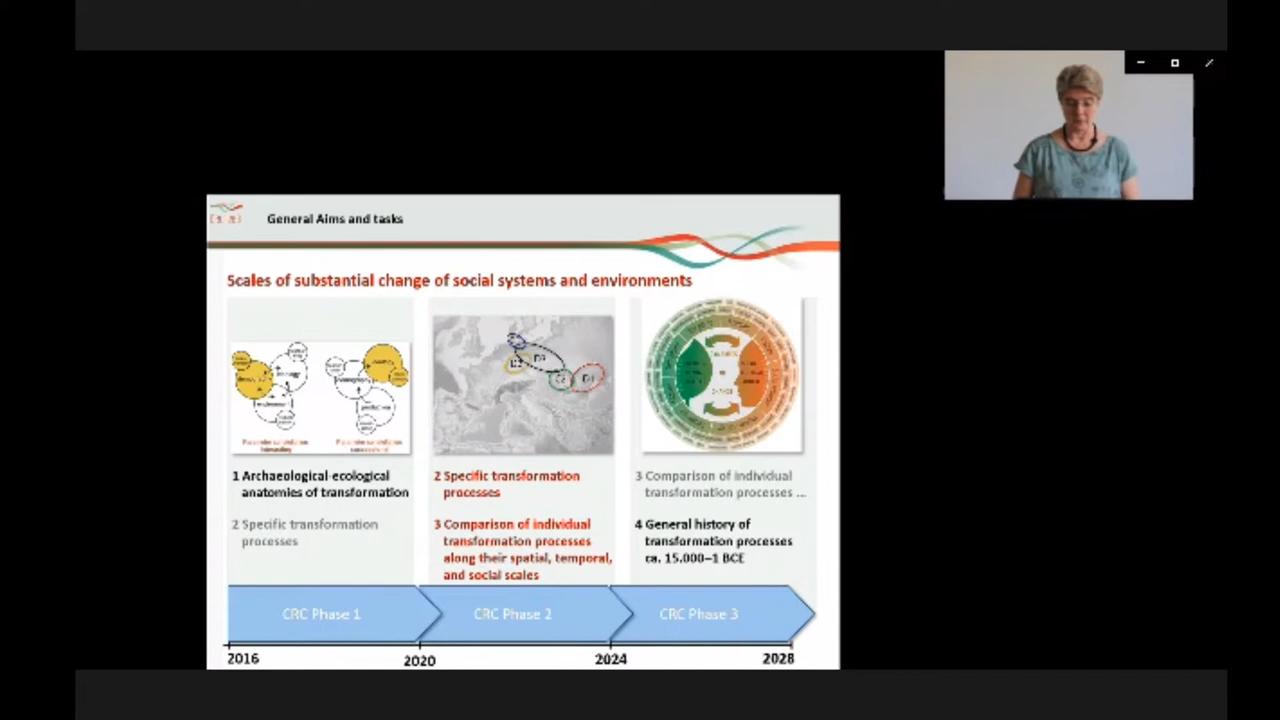 General Aims and tasks
Scales of substantial change of social systems and environments
D3
1 Archaeological-ecological
anatomies of transformation
2 Specific transformation
processes
2 Specific transformation
processes
3 Comparison of individual
transformation processes
along their spatial, temporal,
and social scales
3 Comparison of individual
transformation processes ...
4 General history of
transformation processes
ca. 15.000–1 BCE
CRC Phase 1
CRC Phase 2
CRC Phase 3
2016
2020
2024
2028